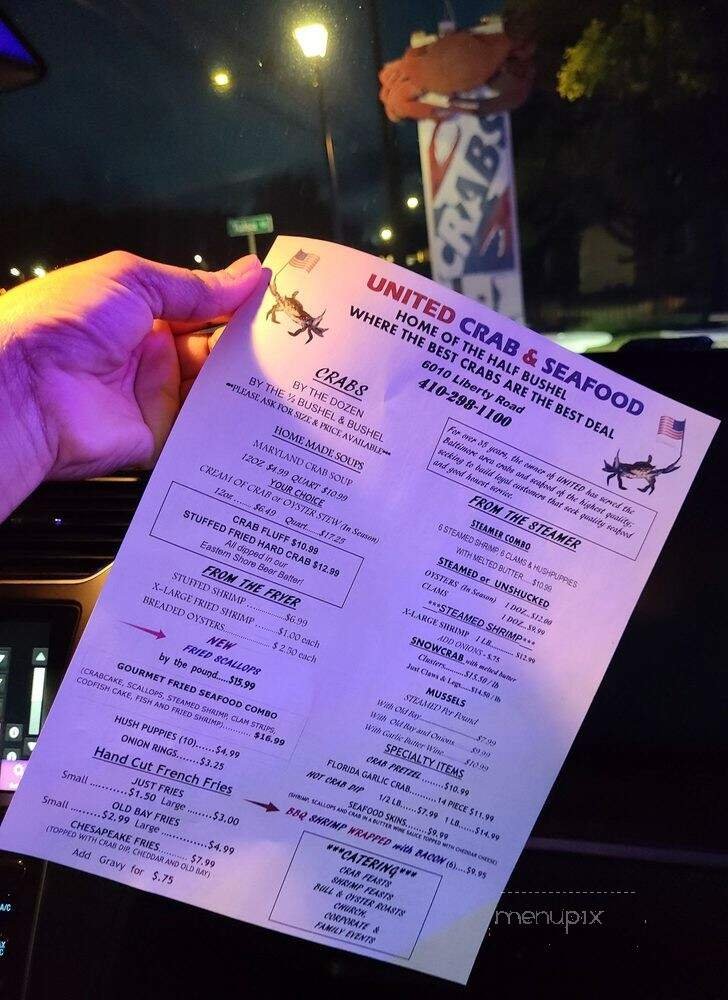 CRABS
UNITED CRAB & SEAFOOD
HOME OF THE HALF BUSHEL
WHERE THE BEST CRABS ARE THE BEST DEAL
6010 Liberty Road
410-298-1100
CRABS
BY THE DOZEN
BY THE ½ BUSHEL & BUSHEL
**PLEASE ASK FOR SIZE & PRICE AVAILABLE**
HOME MADE SOUPS
MARYLAND CRAB SOUP
12OZ $4.99 QUART $10.99
YOUR CHOICE
CREAM OF CRAB or OYSTER STEW (In Season)
12oz...... $6.49 Quart....$17.25
CRAB FLUFF $10.99
STUFFED FRIED HARD CRAB $12.99
All dipped in our
Eastern Shore Beer Batter!
FROM THE FRYER
STUFFED SHRIMP ............$6.99
X-LARGE FRIED SHRIMP ........$1.00 each
BREADED OYSTERS............... $ 2.50 each
NEW
FRIED SCALLOPS
by the pound.....$15.99
GOURMET FRIED SEAFOOD COMBO
(CRABCAKE, SCALLOPS, STEAMED SHRIMP, CLAM STRIPS,
CODFISH CAKE, FISH AND FRIED SHRIMP)........... $16.99
HUSH PUPPIES (10)......$4.99
ONION RINGS.......$3.25
Hand Cut French Fries
JUST FRIES
Small ..........$1.50 Large .......$3.00
OLD BAY FRIES
Small .........$2.99 Large ............$4.99
CHESAPEAKE FRIES......... $7.99
(TOPPED WITH CRAB DIP, CHEDDAR AND OLD BAY)
Add Gravy for $.75
For over 35 years, the owner of UNITED has served the
Baltimore area crabs and seafood of the highest quality;
seeking to build loyal customers that seek quality seafood
and good honest service.
FROM THE STEAMER
STEAMER COMBO
6 STEAMED SHRIMP, 6 CLAMS & HUSHPUPPIES
WITH MELTED BUTTER.... $10.99
STEAMED or UNSHUCKED
OYSTERS (In Season) 1 DOZ...$12.00
CLAMS 1 DOZ...$9.99
***STEAMED SHRIMP***
X-LARGE SHRIMP 1 LB........ $12.99
ADD ONIONS - $.75
SNOWCRAB with melted butter
Clusters.........$15.50 / lb
Just Claws & Legs.....$14.50 / lb
MUSSELS
STEAMED Per Pound
With Old Bay...................... $7.99
With Old Bay and Onions....... $9.99
With Garlic Butter Wine...... $10.99
SPECIALTY ITEMS
CRAB PRETZEL ........$10.99
FLORIDA GARLIC CRAB.........14 PIECE $11.99
HOT CRAB DIP 1/2 LB......$7.99 1 LB.....$14.99
SEAFOOD SKINS.......$9.99
(SHRIMP, SCALLOPS AND CRAB IN A BUTTER WINE SAUCE TOPPED WITH CHEDDAR CHEESE)
BBQ SHRIMP WRAPPED with BACON (6)....$9.95
***CATERING***
CRAB FEASTS
SHRIMP FEASTS
BULL & OYSTER ROASTS
CHURCH,
CORPORATE &
FAMILY EVENTS
menupix
A/C